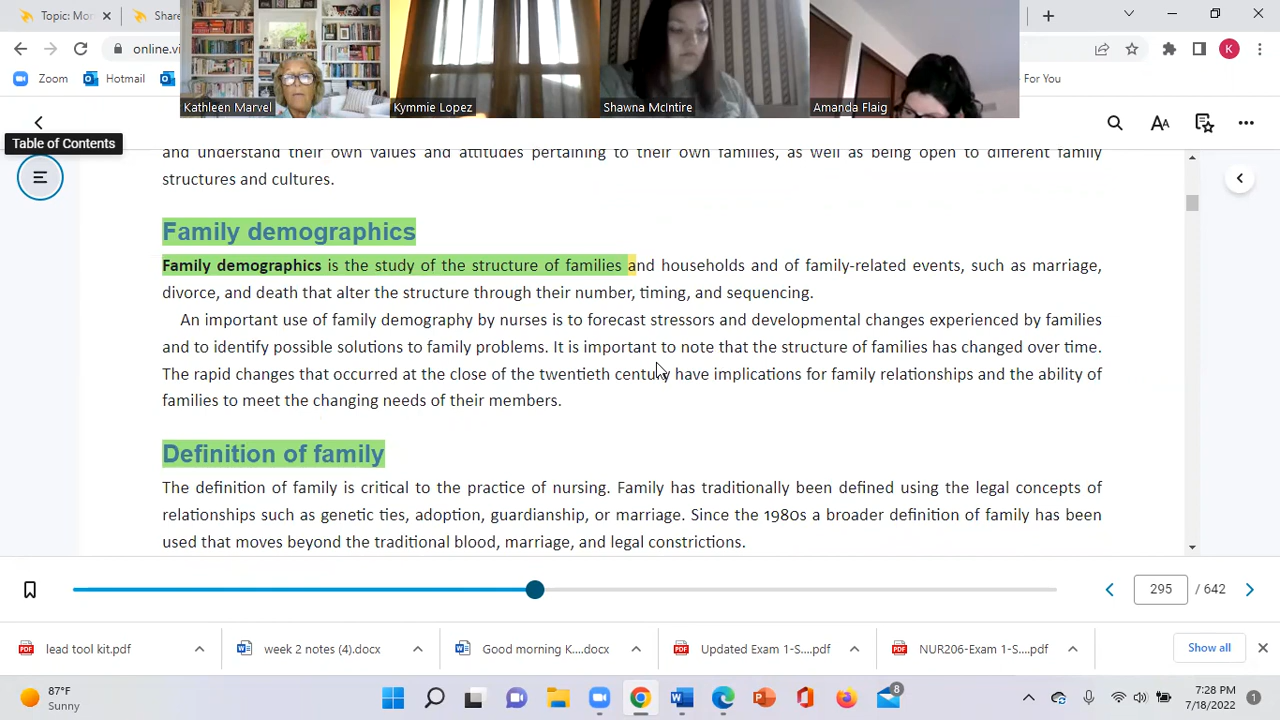 Topic: Mo
Share
online.vi
K
Zoom
Hotmail
For You
Kathleen Marvel
Kymmie Lopez
Shawna McIntire
Amanda Flaig
Table of Contents
and understand their own values and attitudes pertaining to their own families, as well as being open to different family
structures and cultures.
Family demographics
Family demographics is the study of the structure of families and households and of family-related events, such as marriage,
divorce, and death that alter the structure through their number, timing, and sequencing.
An important use of family demography by nurses is to forecast stressors and developmental changes experienced by families
and to identify possible solutions to family problems. It is important to note that the structure of families has changed over time.
The rapid changes that occurred at the close of the twentieth century have implications for family relationships and the ability of
families to meet the changing needs of their members.
Definition of family
The definition of family is critical to the practice of nursing. Family has traditionally been defined using the legal concepts of
relationships such as genetic ties, adoption, guardianship, or marriage. Since the 1980s a broader definition of family has been
used that moves beyond the traditional blood, marriage, and legal constrictions.
295 / 642
lead tool kit.pdf
week 2 notes (4).docx
Good morning K....docx
Updated Exam 1-S....pdf
NUR206-Exam 1-S....pdf
Show all
87°F
Sunny
8
7:28 PM
7/18/2022
1